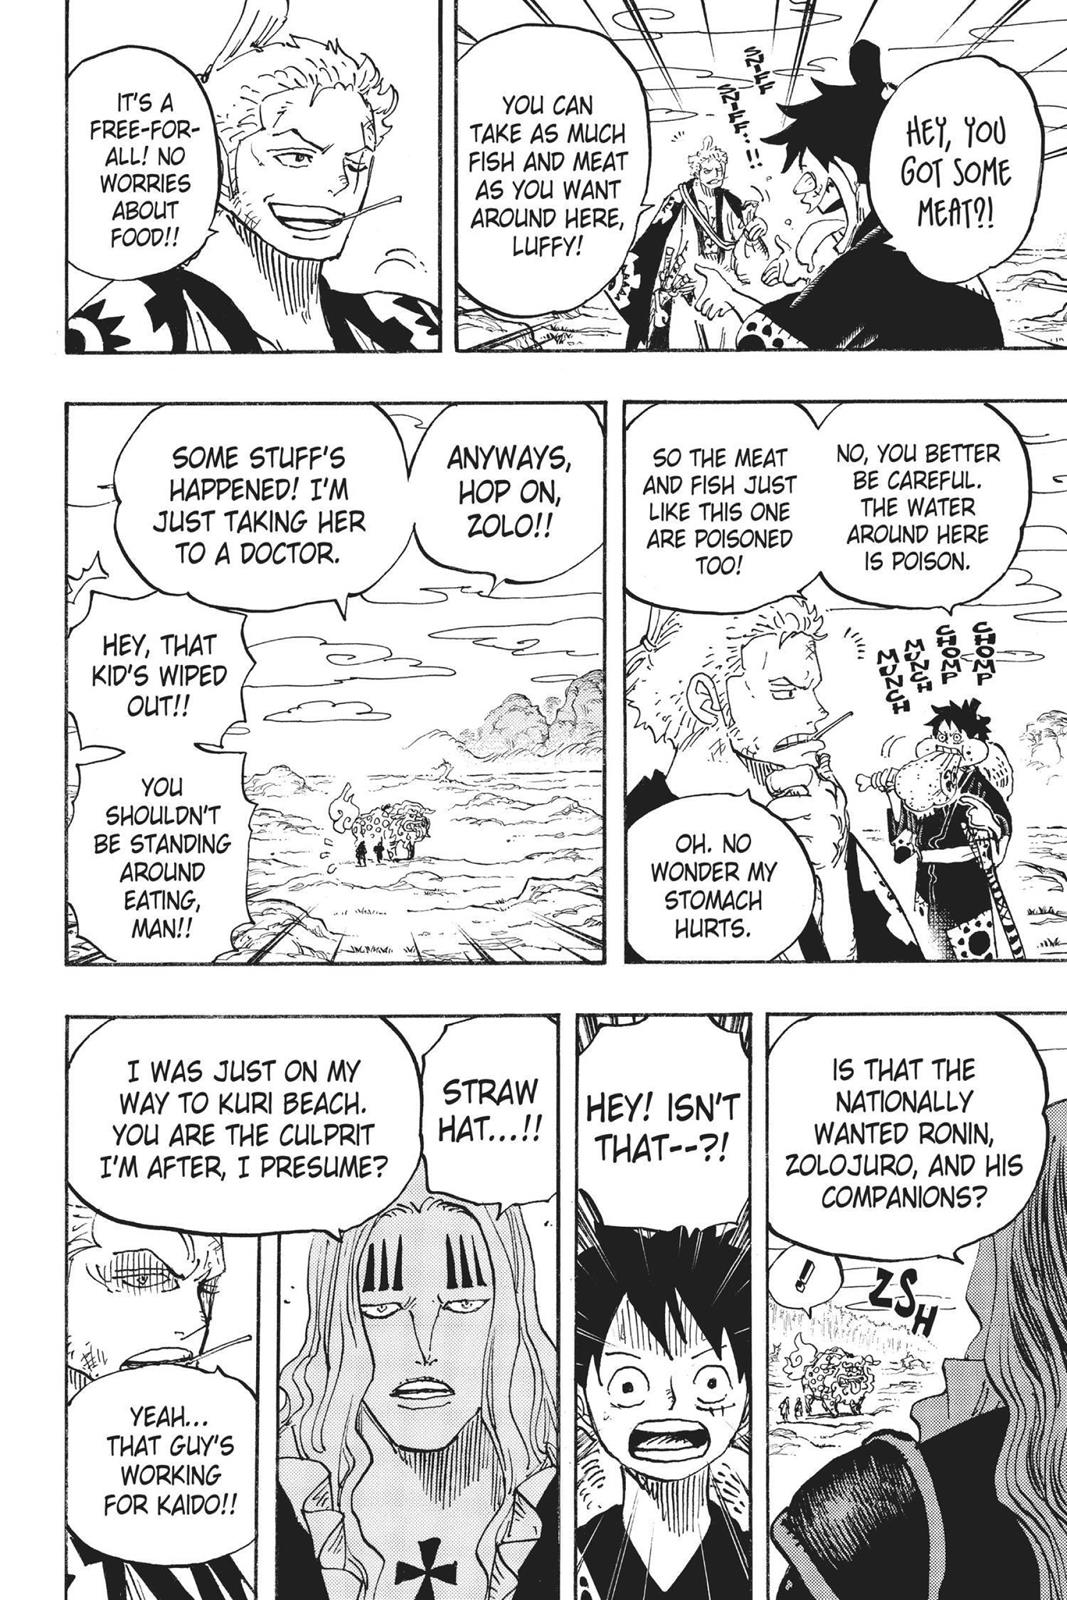 HEY, YOU
GOT SOME
MEAT?!
SNIFF
SNIFF..!!
YOU CAN
TAKE AS MUCH
FISH AND MEAT
AS YOU WANT
AROUND HERE,
LUFFY!
IT'S A
FREE-FOR-
ALL! NO
WORRIES
ABOUT
FOOD!!
NO, YOU BETTER
BE CAREFUL.
THE WATER
AROUND HERE
IS POISON.
SO THE MEAT
AND FISH JUST
LIKE THIS ONE
ARE POISONED
TOO!
CHOMP
CHOMP
MUNCH
MUNCH
OH. NO
WONDER MY
STOMACH
HURTS.
ANYWAYS,
HOP ON,
ZOLO!!
SOME STUFF'S
HAPPENED! I'M
JUST TAKING HER
TO A DOCTOR.
HEY, THAT
KID'S WIPED
OUT!!
YOU
SHOULDN'T
BE STANDING
AROUND
EATING,
MAN!!
IS THAT THE
NATIONALLY
WANTED RONIN,
ZOLOJURO, AND HIS
COMPANIONS?
!
ZSH
HEY! ISN'T
THAT--?!
STRAW
HAT...!!
I WAS JUST ON MY
WAY TO KURI BEACH.
YOU ARE THE CULPRIT
I'M AFTER, I PRESUME?
YEAH...
THAT GUY'S
WORKING
FOR KAIDO!!